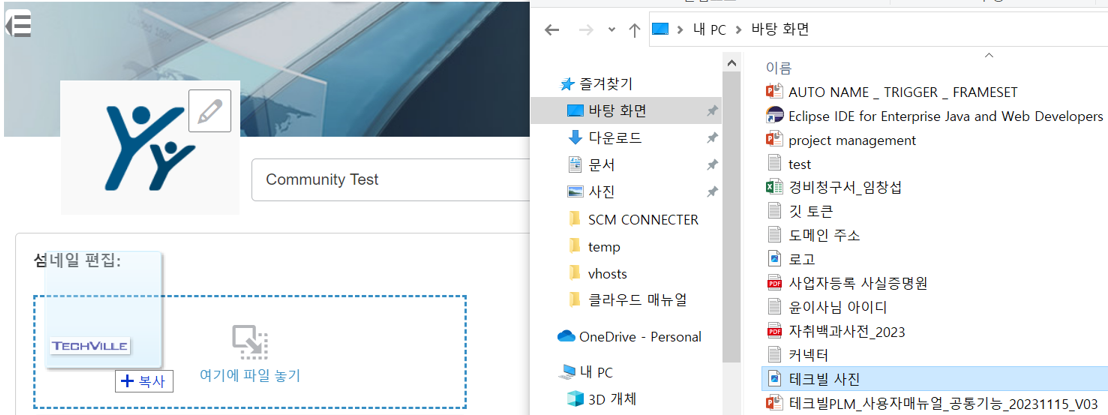 Community Test
섬네일 편집:
TECHVILLE
복사
여기에 파일 놓기
내 PC
바탕 화면
즐겨찾기
바탕 화면
다운로드
문서
사진
SCM CONNECTER
temp
vhosts
클라우드 매뉴얼
OneDrive - Personal
내 PC
3D 개체
이름
AUTO NAME _ TRIGGER _ FRAMESET
Eclipse IDE for Enterprise Java and Web Developers
project management
test
경비청구서_임창섭
깃 토큰
도메인 주소
로고
사업자등록 사실증명원
윤이사님 아이디
자취백과사전_2023
커넥터
테크빌 사진
테크빌PLM_사용자매뉴얼_공통기능_20231115_V03